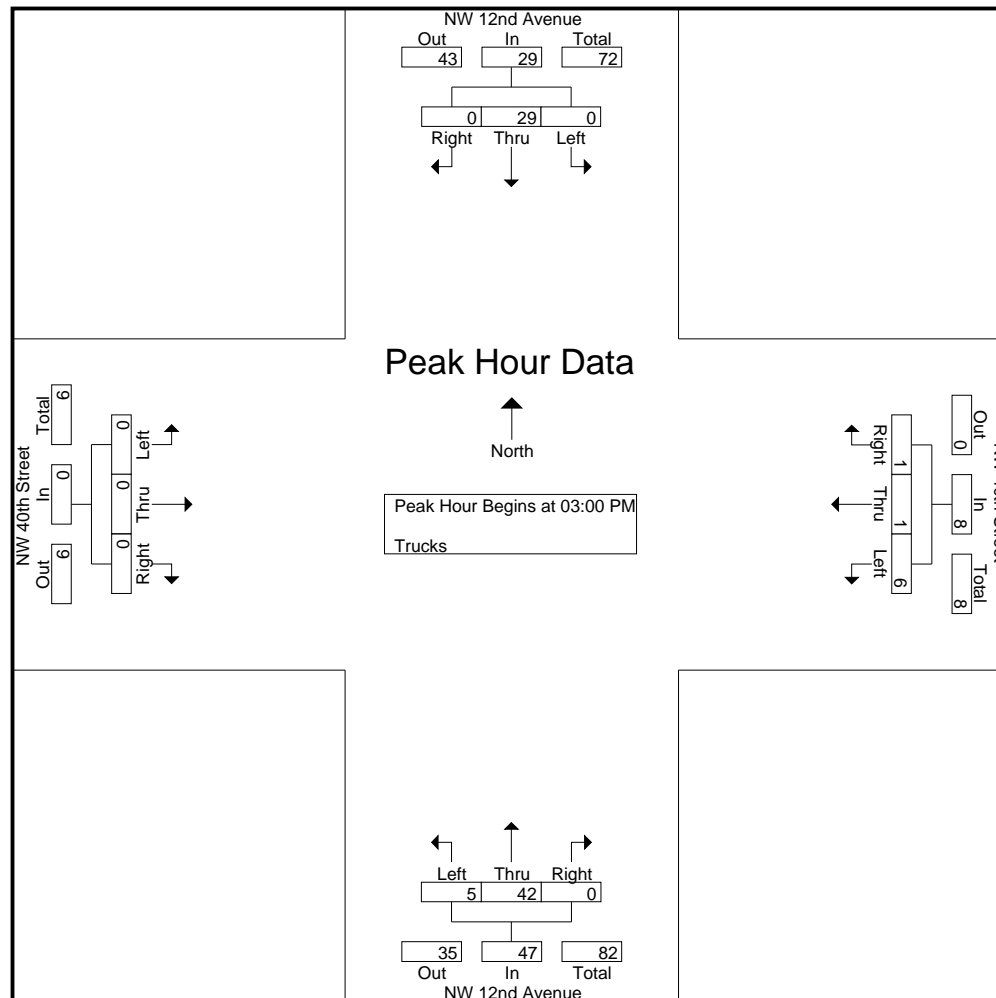 NW 12nd Avenue
Out In Total
43 29 72
0 29 0
Right Thru Left
Peak Hour Data
North
Peak Hour Begins at 03:00 PM
Trucks
NW 40th Street
Out In Total
6 0 6
Right Thru Left
0 0 0
Right Thru Left
1 1 6
Out In Total
0 8 8
Left Thru Right
5 42 0
35 47 82
Out In Total
NW 12nd Avenue